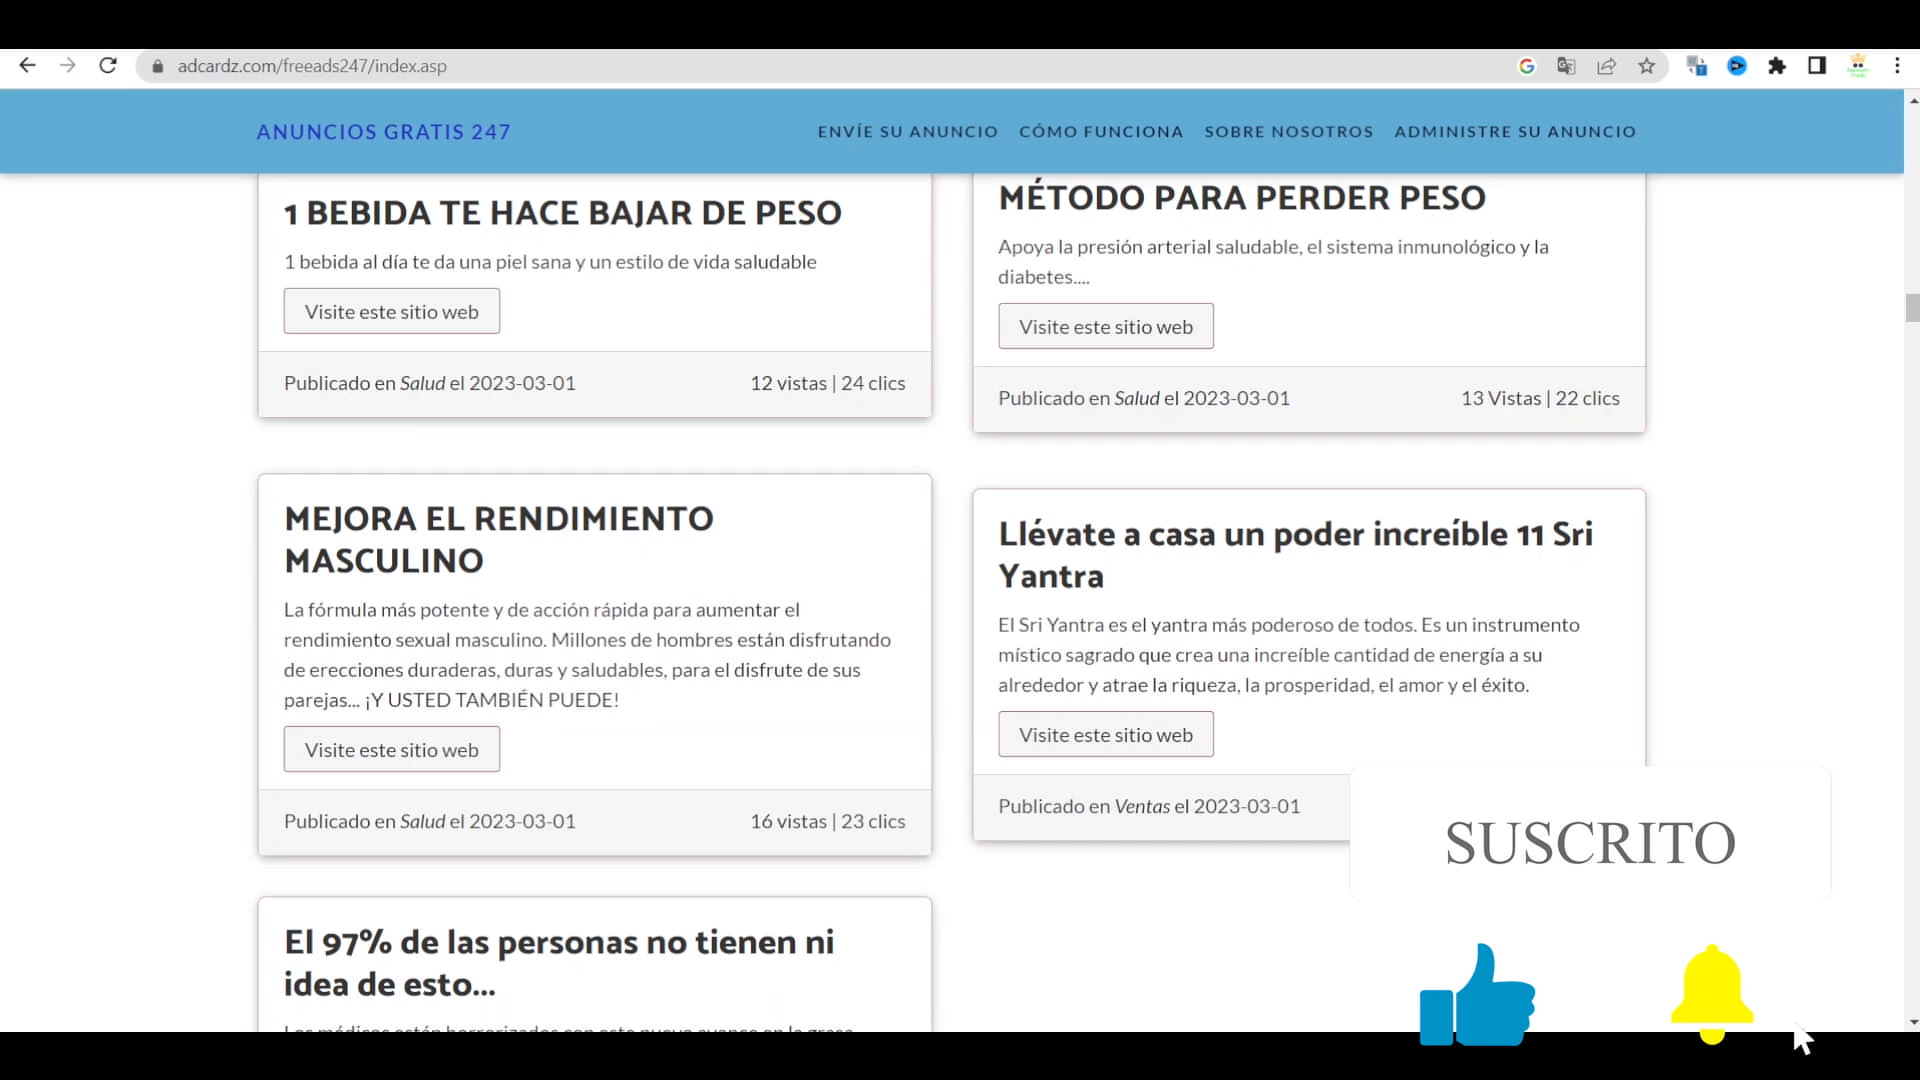 adcardz.com/freeads247/index.asp
ANUNCIOS GRATIS 247
ENVÍE SU ANUNCIO CÓMO FUNCIONA SOBRE NOSOTROS ADMINISTRE SU ANUNCIO
1 BEBIDA TE HACE BAJAR DE PESO
1 bebida al día te da una piel sana y un estilo de vida saludable
Visite este sitio web
Publicado en Salud el 2023-03-01
12 vistas | 24 clics
MÉTODO PARA PERDER PESO
Apoya la presión arterial saludable, el sistema inmunológico y la
diabetes....
Visite este sitio web
Publicado en Salud el 2023-03-01
13 Vistas | 22 clics
MEJORA EL RENDIMIENTO
MASCULINO
La fórmula más potente y de acción rápida para aumentar el
rendimiento sexual masculino. Millones de hombres están disfrutando
de erecciones duraderas, duras y saludables, para el disfrute de sus
parejas... ¡Y USTED TAMBIÉN PUEDE!
Visite este sitio web
Publicado en Salud el 2023-03-01
16 vistas | 23 clics
Llévate a casa un poder increíble 11 Sri
Yantra
El Sri Yantra es el yantra más poderoso de todos. Es un instrumento
místico sagrado que crea una increíble cantidad de energía a su
alrededor y atrae la riqueza, la prosperidad, el amor y el éxito.
Visite este sitio web
Publicado en Ventas el 2023-03-01
El 97% de las personas no tienen ni
idea de esto...
SUSCRITO